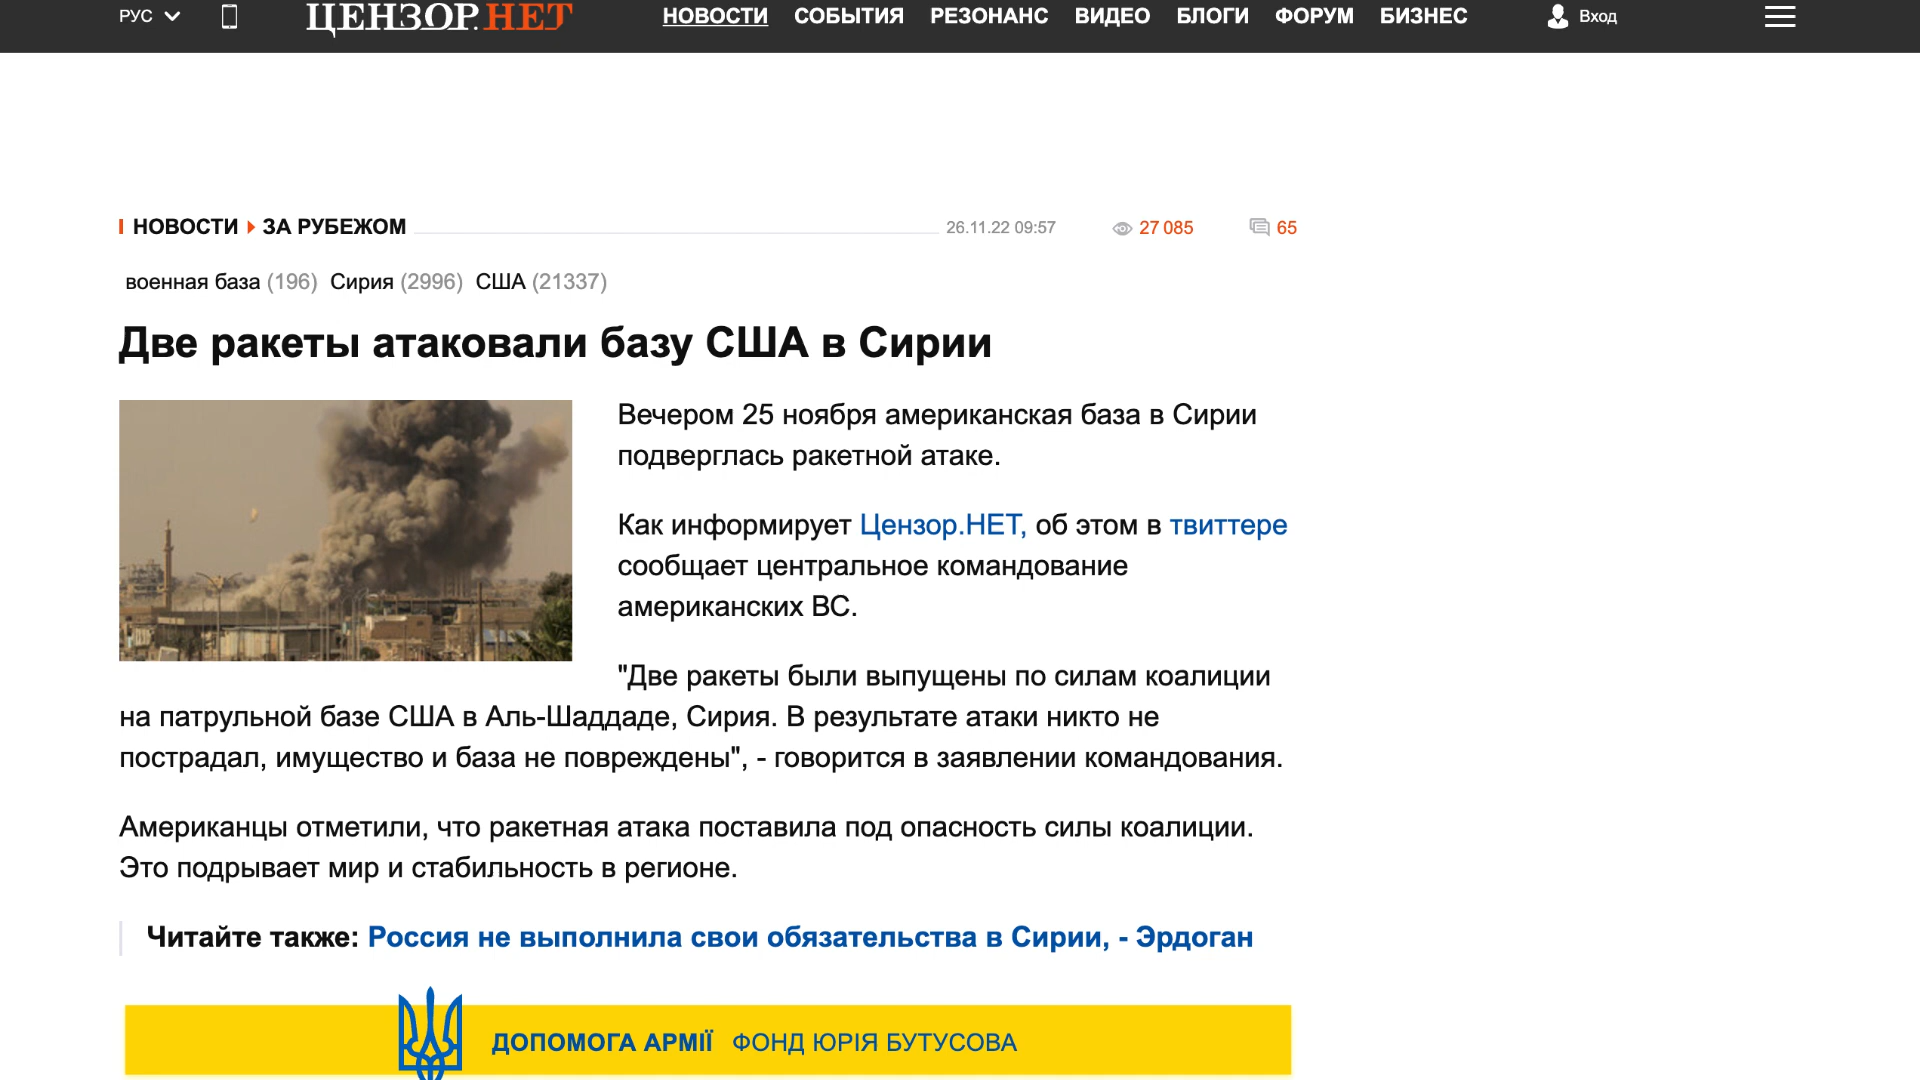 РУС
ЦЕНЗОР.НЕТ
НОВОСТИ СОБЫТИЯ РЕЗОНАНС ВИДЕО БЛОГИ ФОРУМ БИЗНЕС
Вход
НОВОСТИ ЗА РУБЕЖОМ
26.11.22 09:57 27 085 65
военная база (196) Сирия (2996) США (21337)
Две ракеты атаковали базу США в Сирии
Вечером 25 ноября американская база в Сирии
подверглась ракетной атаке.
Как информирует Цензор.НЕТ, об этом в твиттере
сообщает центральное командование
американских ВС.
"Две ракеты были выпущены по силам коалиции
на патрульной базе США в Аль-Шаддаде, Сирия. В результате атаки никто не
пострадал, имущество и база не повреждены", - говорится в заявлении командования.
Американцы отметили, что ракетная атака поставила под опасность силы коалиции.
Это подрывает мир и стабильность в регионе.
Читайте также: Россия не выполнила свои обязательства в Сирии, - Эрдоган
ДОПОМОГА АРМІЇ ФОНД ЮРІЯ БУТУСОВА